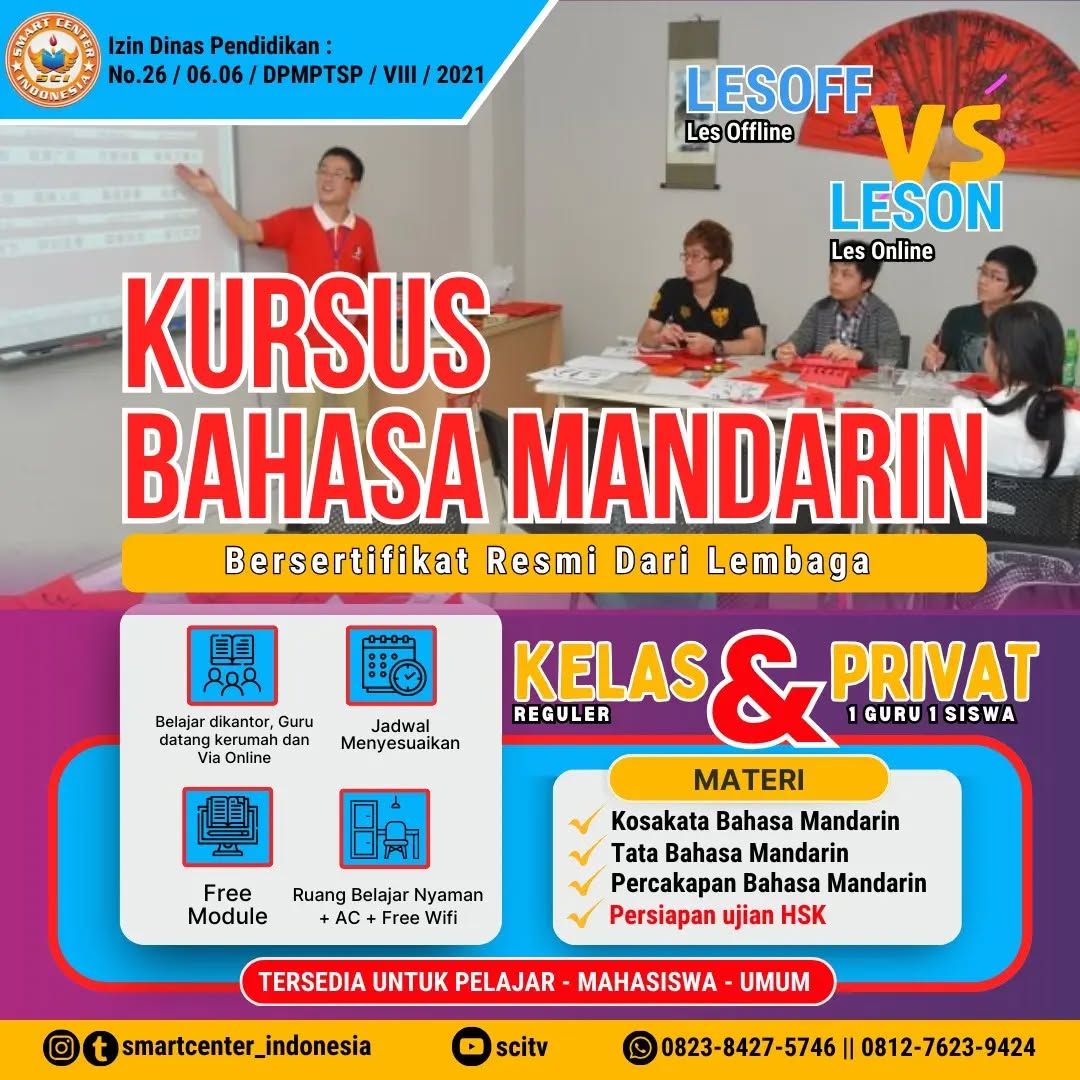 SMART CENTER
SCI
INDONESIA
Izin Dinas Pendidikan :
No.26 / 06.06 / DPMPTSP / VIII / 2021
LESOFF
Les Offline
VS
LESON
Les Online
KURSUS
BAHASA MANDARIN
Bersertifikat Resmi Dari Lembaga
Belajar dikantor, Guru
datang kerumah dan
Via Online
Jadwal
Menyesuaikan
Free
Module
Ruang Belajar Nyaman
+ AC + Free Wifi
KELAS & PRIVAT
REGULER
1 GURU 1 SISWA
MATERI
Kosakata Bahasa Mandarin
Tata Bahasa Mandarin
Percakapan Bahasa Mandarin
Persiapan ujian HSK
TERSEDIA UNTUK PELAJAR - MAHASISWA - UMUM
smartcenter_indonesia
scitv
0823-8427-5746 || 0812-7623-9424